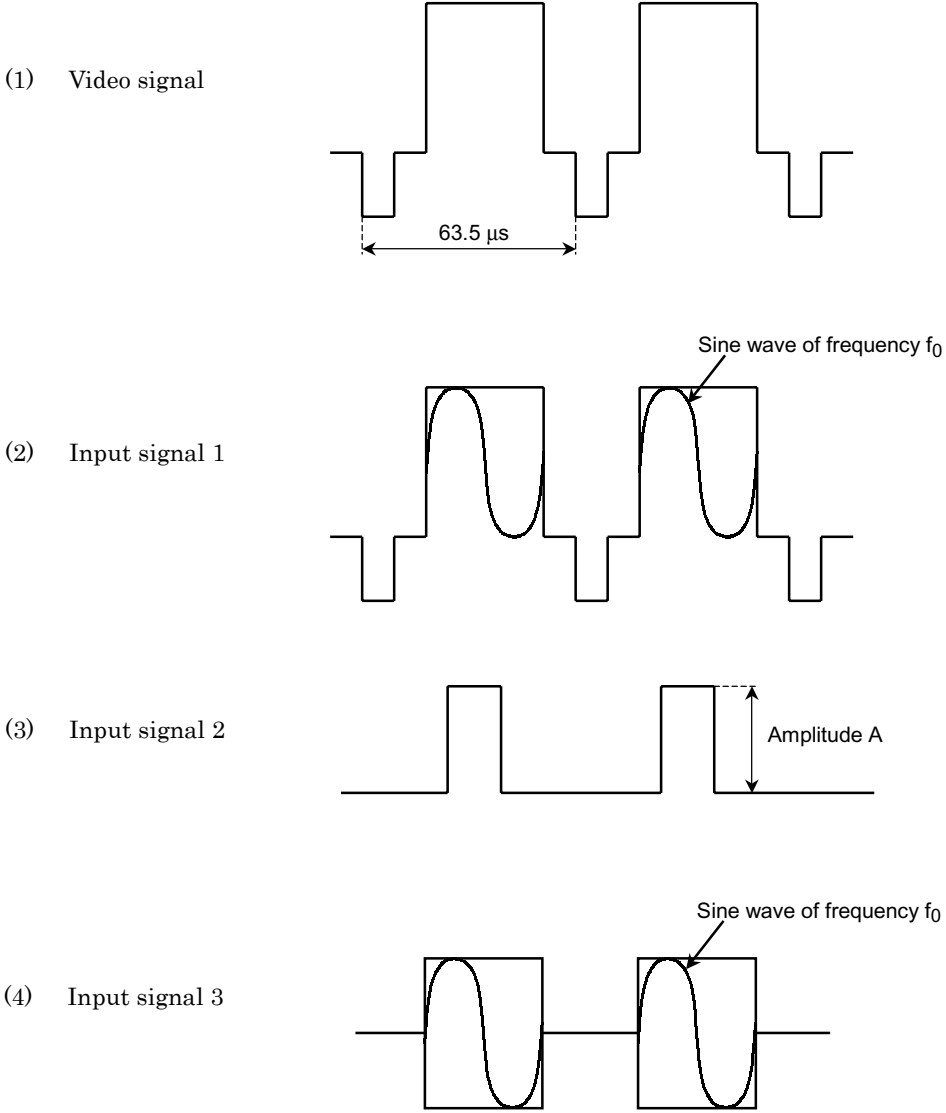 (1) Video signal
63.5 μs
Sine wave of frequency f0
(2) Input signal 1
(3) Input signal 2
Amplitude A
Sine wave of frequency f0
(4) Input signal 3